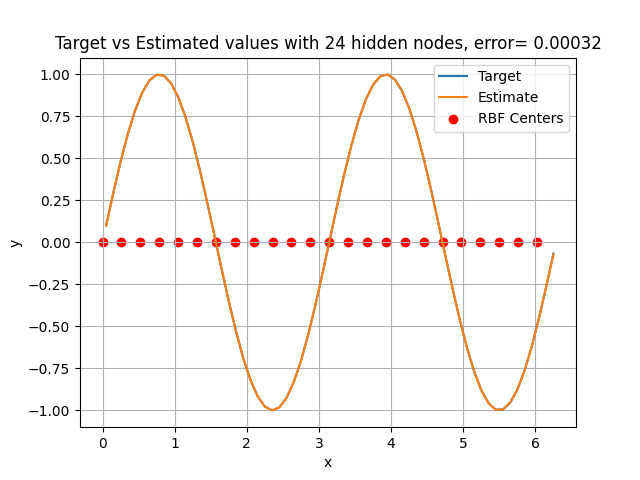 Target vs Estimated values with 24 hidden nodes, error= 0.00032
Target
Estimate
RBF Centers
1.00
0.75
0.50
0.25
0.00
−0.25
−0.50
−0.75
−1.00
y
0 1 2 3 4 5 6
x